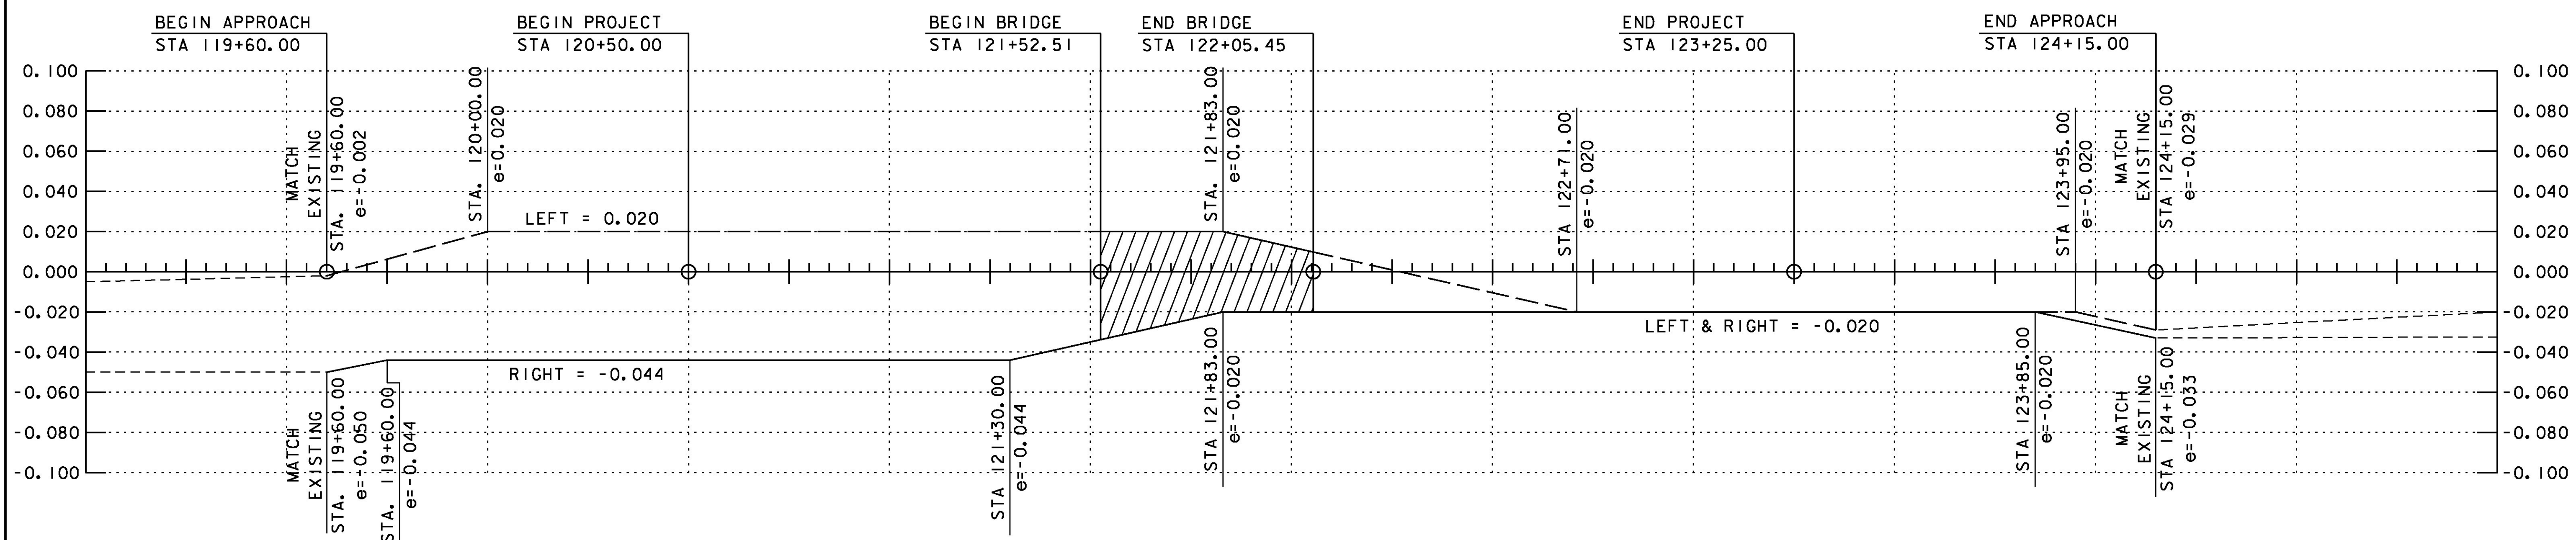 BEGIN APPROACH
STA 119+60.00
BEGIN PROJECT
STA 120+50.00
BEGIN BRIDGE
STA 121+52.51
END BRIDGE
STA 122+05.45
END PROJECT
STA 123+25.00
END APPROACH
STA 124+15.00
0.100
0.080
0.060
0.040
0.020
0.000
-0.020
-0.040
-0.060
-0.080
-0.100
MATCH
EXISTING
STA. 119+60.00
e=-0.002
STA. 120+00.00
e=0.020
LEFT = 0.020
STA. 121+83.00
e=0.020
STA 122+71.00
e=-0.020
STA 123+95.00
e=-0.020
MATCH
EXISTING
STA 124+15.00
e=-0.029
MATCH
EXISTING
STA. 119+60.00
e=-0.050
STA. 119+60.00
e=-0.044
RIGHT = -0.044
STA 121+30.00
e=-0.044
STA 121+83.00
e=-0.020
LEFT & RIGHT = -0.020
STA 123+85.00
e=-0.020
MATCH
EXISTING
STA 124+15.00
e=-0.033
0.100
0.080
0.060
0.040
0.020
0.000
-0.020
-0.040
-0.060
-0.080
-0.100